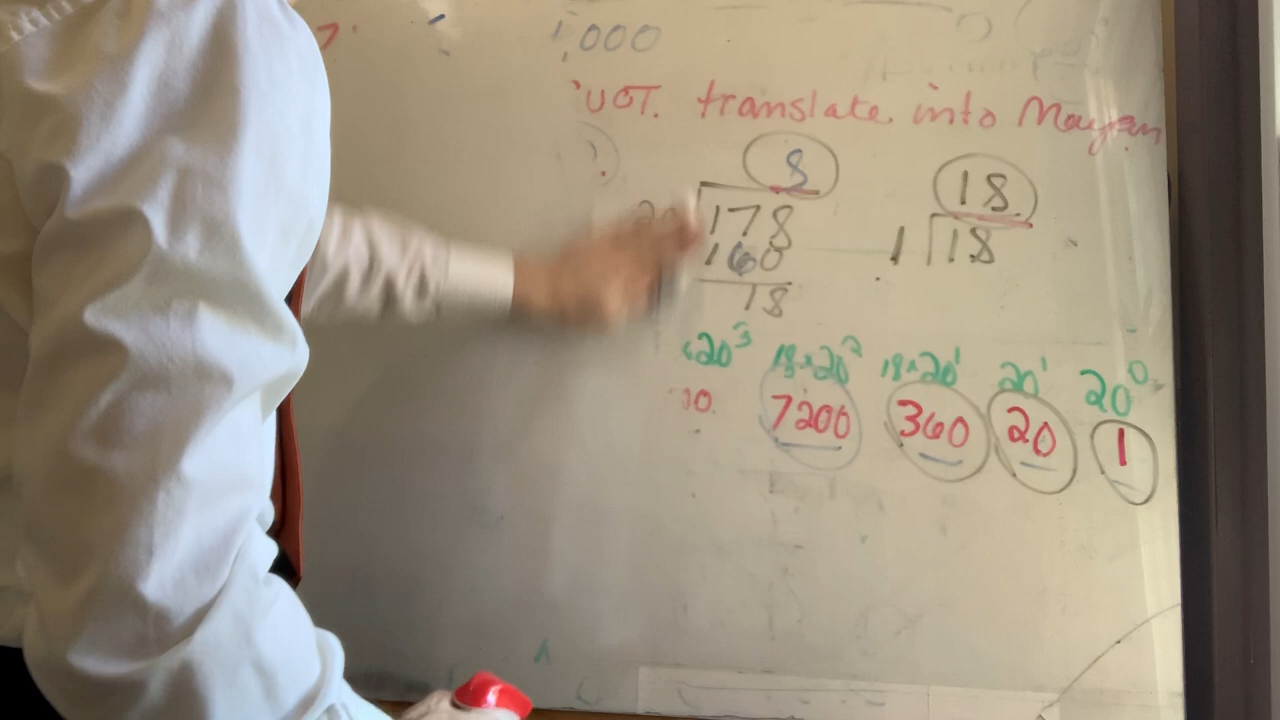 1,000
translate into Mayan
8 18
178 1 18
160
18
20³ 18×20² 18×20¹ 20¹ 20⁰
7200 360 20 1